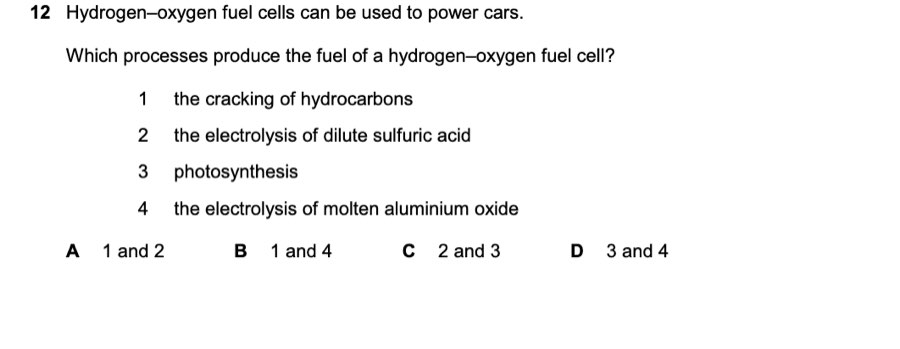 12 Hydrogen–oxygen fuel cells can be used to power cars.
Which processes produce the fuel of a hydrogen–oxygen fuel cell?
1 the cracking of hydrocarbons
2 the electrolysis of dilute sulfuric acid
3 photosynthesis
4 the electrolysis of molten aluminium oxide
A 1 and 2 B 1 and 4 C 2 and 3 D 3 and 4